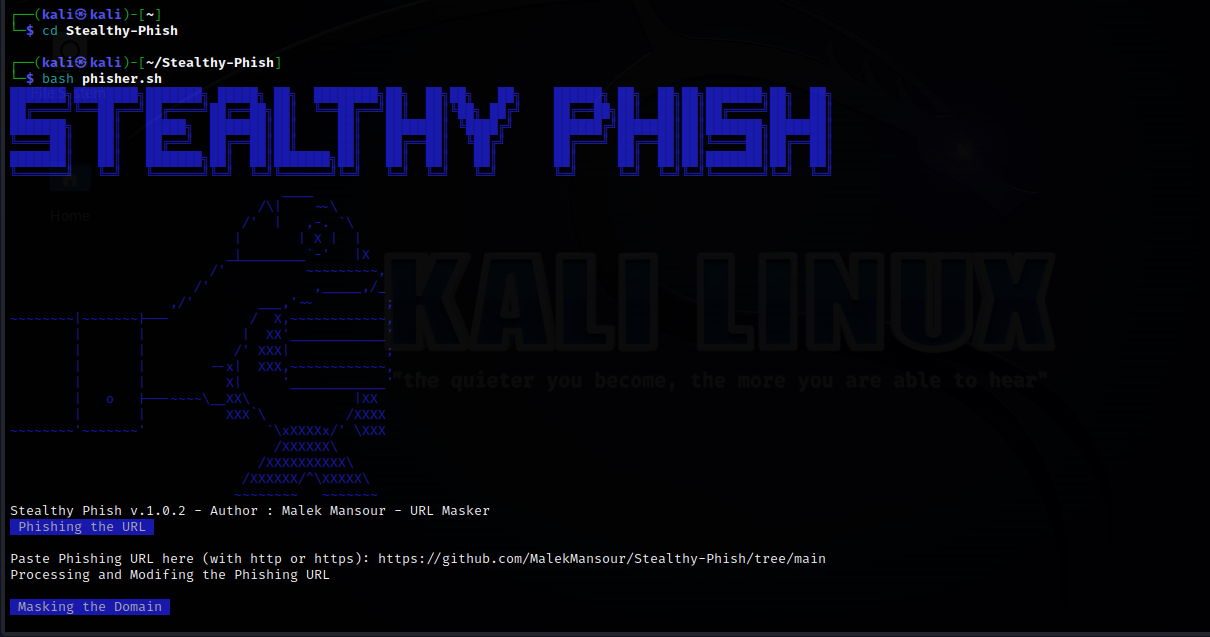 (kali㉿kali)-[~]
$ cd Stealthy-Phish
(kali㉿kali)-[~/Stealthy-Phish]
$ bash phisher.sh
STEALTHY PHISH
Home
KALI LINUX
"the quieter you become, the more you are able to hear"
Stealthy Phish v.1.0.2 - Author : Malek Mansour - URL Masker
Phishing the URL
Paste Phishing URL here (with http or https): https://github.com/MalekMansour/Stealthy-Phish/tree/main
Processing and Modifing the Phishing URL
Masking the Domain